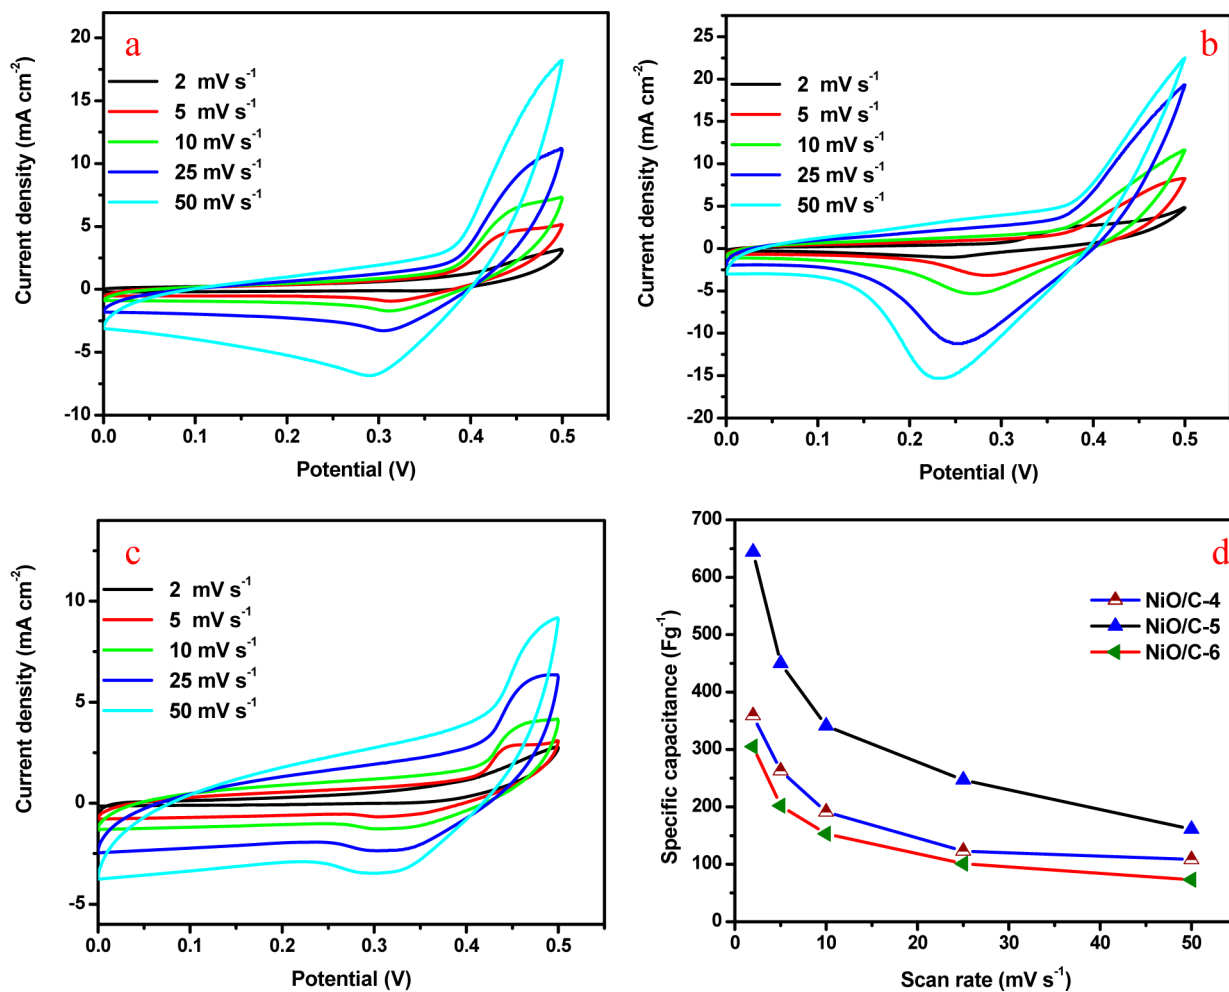 a
20
15
10
5
0
-5
-10
Current density (mA cm⁻²)
2 mV s⁻¹
5 mV s⁻¹
10 mV s⁻¹
25 mV s⁻¹
50 mV s⁻¹
0.0 0.1 0.2 0.3 0.4 0.5
Potential (V)
b
25
20
15
10
5
0
-5
-10
-15
-20
Current density (mA cm⁻²)
2 mV s⁻¹
5 mV s⁻¹
10 mV s⁻¹
25 mV s⁻¹
50 mV s⁻¹
0.0 0.1 0.2 0.3 0.4 0.5
Potential (V)
c
10
5
0
-5
Current density (mA cm⁻²)
2 mV s⁻¹
5 mV s⁻¹
10 mV s⁻¹
25 mV s⁻¹
50 mV s⁻¹
0.0 0.1 0.2 0.3 0.4 0.5
Potential (V)
d
700
600
500
400
300
200
100
0
Specific capacitance (Fg⁻¹)
NiO/C-4
NiO/C-5
NiO/C-6
0 10 20 30 40 50
Scan rate (mV s⁻¹)